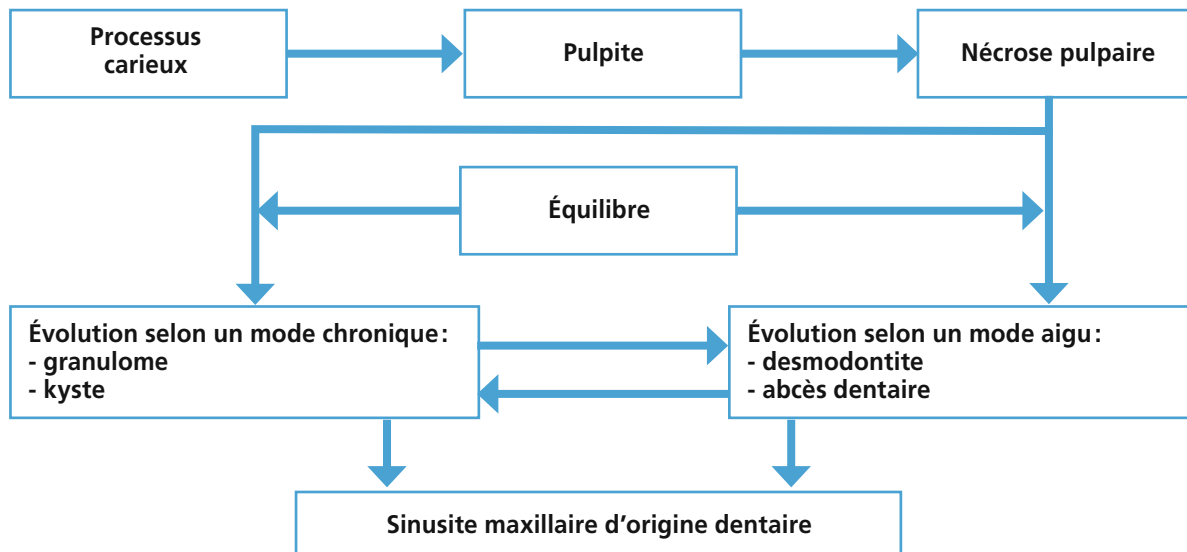 Processus
carieux
Pulpite
Nécrose pulpaire
Équilibre
Évolution selon un mode chronique :
- granulome
- kyste
Évolution selon un mode aigu :
- desmodontite
- abcès dentaire
Sinusite maxillaire d'origine dentaire